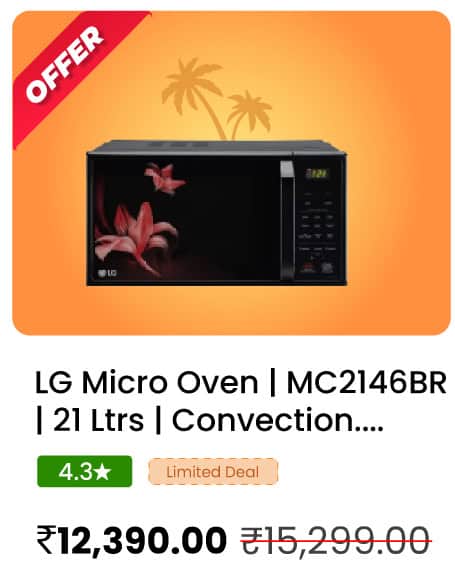 OFFER
LG
LG Micro Oven | MC2146BR
| 21 Ltrs | Convection....
4.3★
Limited Deal
₹12,390.00 ₹15,299.00